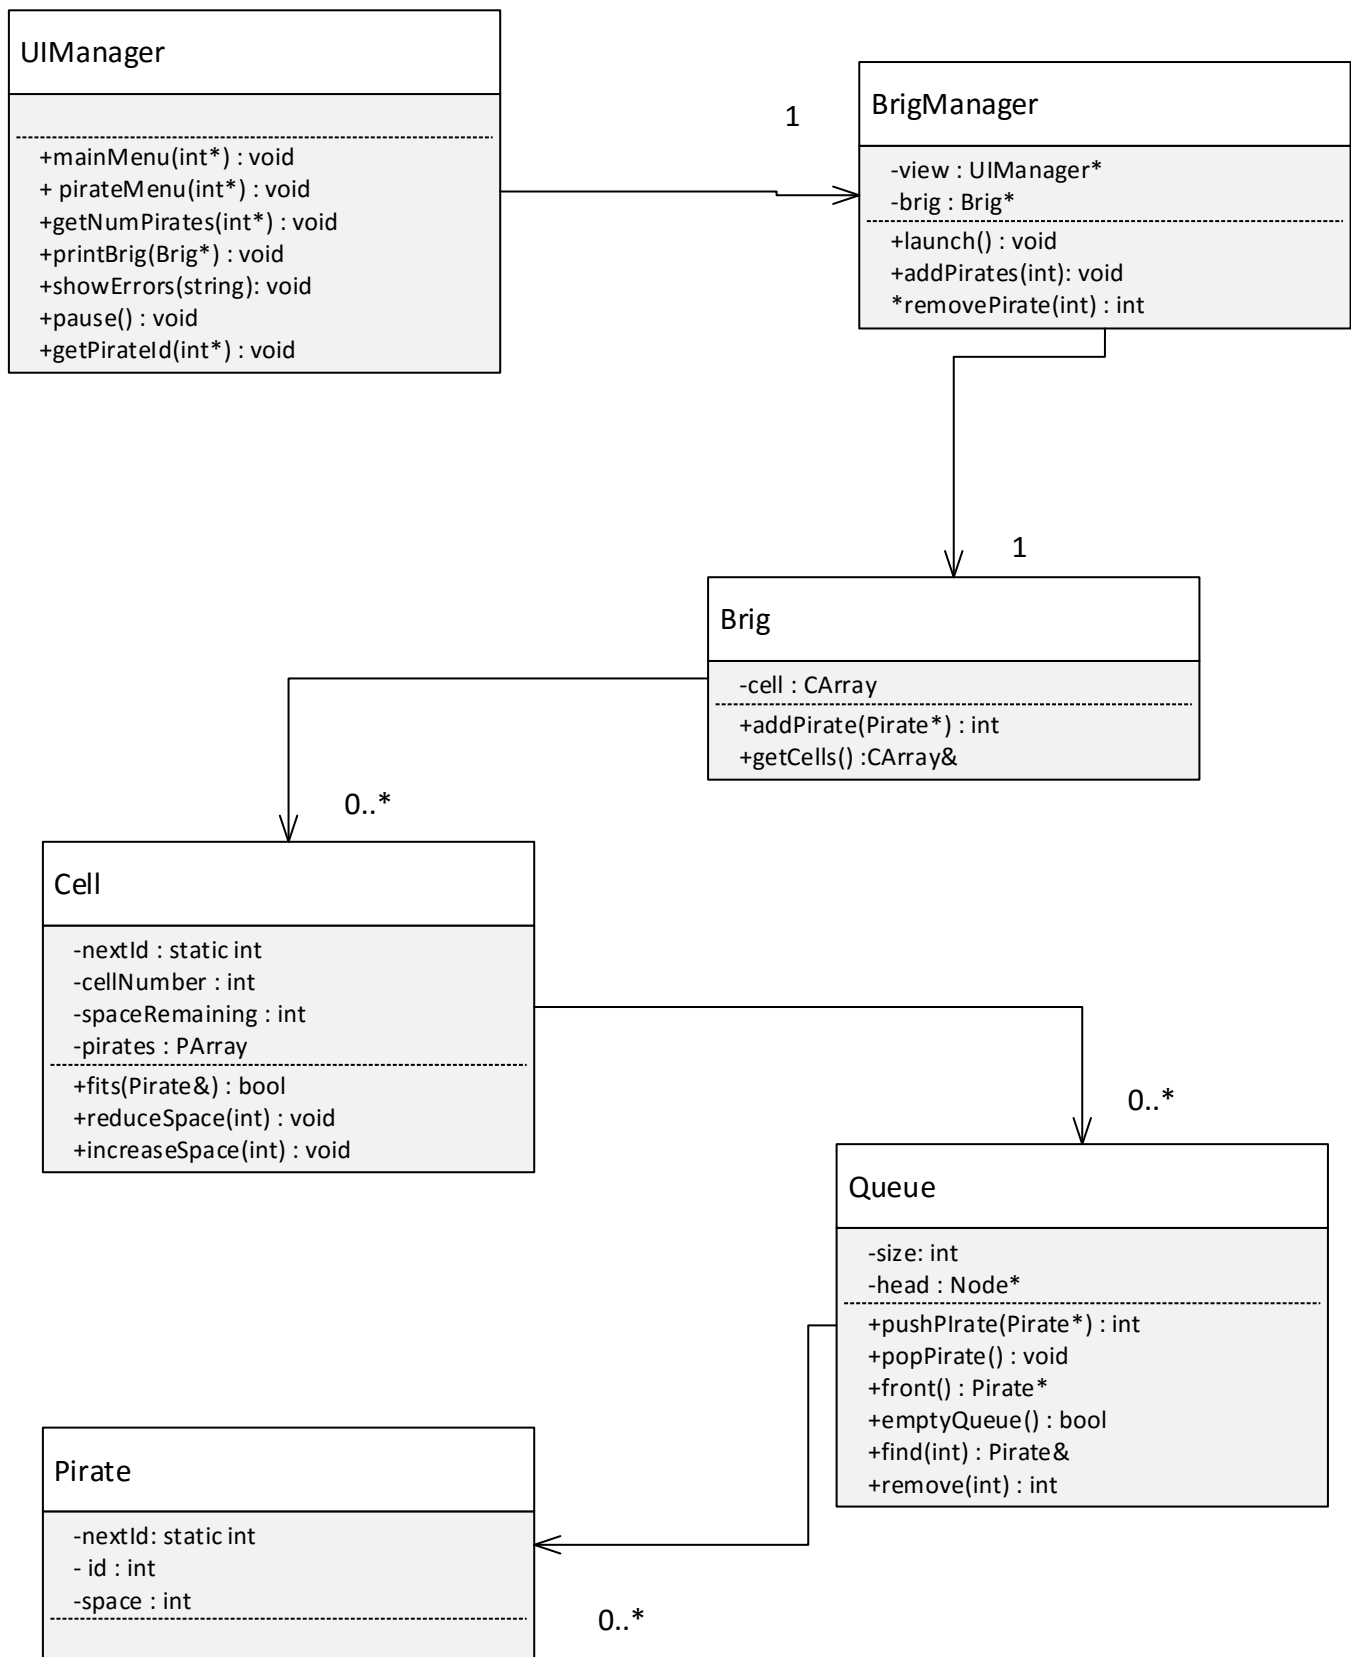 UIManager
+mainMenu(int*) : void
+ pirateMenu(int*) : void
+getNumPirates(int*) : void
+printBrig(Brig*) : void
+showErrors(string): void
+pause() : void
+getPirateId(int*) : void
1
BrigManager
-view : UIManager*
-brig : Brig*
+launch() : void
+addPirates(int): void
*removePirate(int) : int
1
Brig
-cell : CArray
+addPirate(Pirate*) : int
+getCells() :CArray&
0..*
Cell
-nextId : static int
-cellNumber : int
-spaceRemaining : int
-pirates : PArray
+fits(Pirate&) : bool
+reduceSpace(int) : void
+increaseSpace(int) : void
0..*
Queue
-size: int
-head : Node*
+pushPIrate(Pirate*) : int
+popPirate() : void
+front() : Pirate*
+emptyQueue() : bool
+find(int) : Pirate&
+remove(int) : int
Pirate
-nextId: static int
- id : int
-space : int
0..*